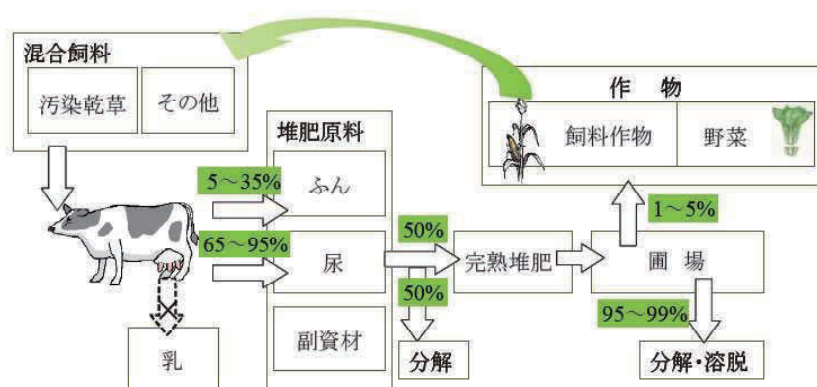 混合飼料
汚染乾草
その他
作 物
飼料作物
野菜
堆肥原料
5～35%
ふん
1～5%
65～95%
50%
尿
完熟堆肥
圃 場
50%
95～99%
副資材
乳
分解
分解・溶脱